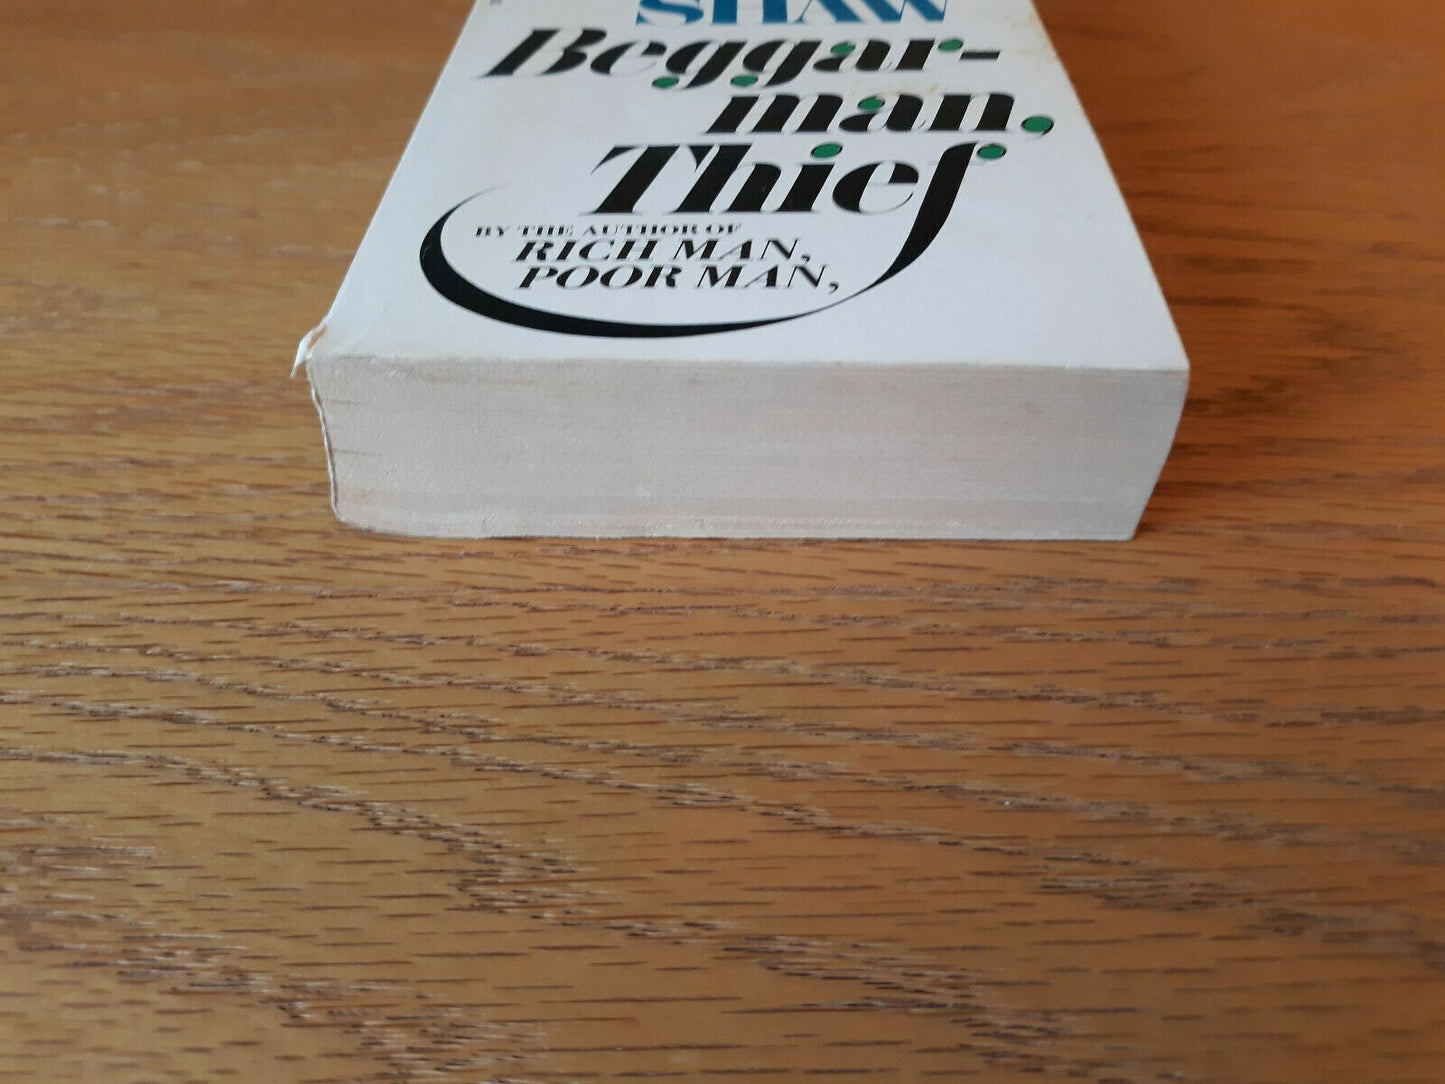 SHAW
Beggar-
man,
Thief
BY THE AUTHOR OF
RICH MAN,
POOR MAN,